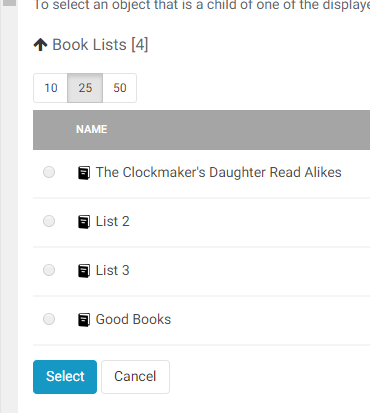 To select an object that is a child of one of the displaye
Book Lists [4]
10 25 50
NAME
The Clockmaker's Daughter Read Alikes
List 2
List 3
Good Books
Select Cancel